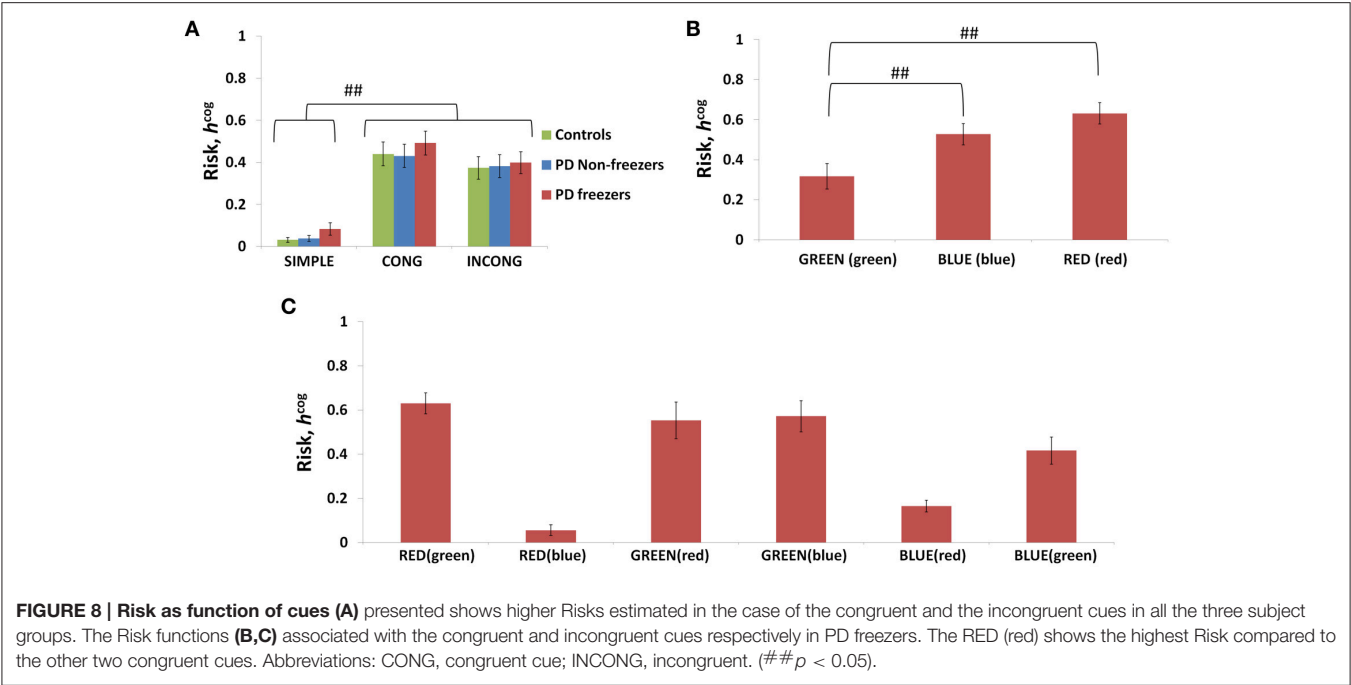 A
1
0.8
0.6
0.4
0.2
0
Risk, h^cog
##
SIMPLE
CONG
INCONG
Controls
PD Non-freezers
PD freezers
B
1
0.8
0.6
0.4
0.2
0
Risk, h^cog
##
##
GREEN (green)
BLUE (blue)
RED (red)
C
1
0.8
0.6
0.4
0.2
0
Risk, h^cog
RED(green)
RED(blue)
GREEN(red)
GREEN(blue)
BLUE(red)
BLUE(green)
FIGURE 8 | Risk as function of cues (A) presented shows higher Risks estimated in the case of the congruent and the incongruent cues in all the three subject
groups. The Risk functions (B,C) associated with the congruent and incongruent cues respectively in PD freezers. The RED (red) shows the highest Risk compared to
the other two congruent cues. Abbreviations: CONG, congruent cue; INCONG, incongruent. (##p < 0.05).